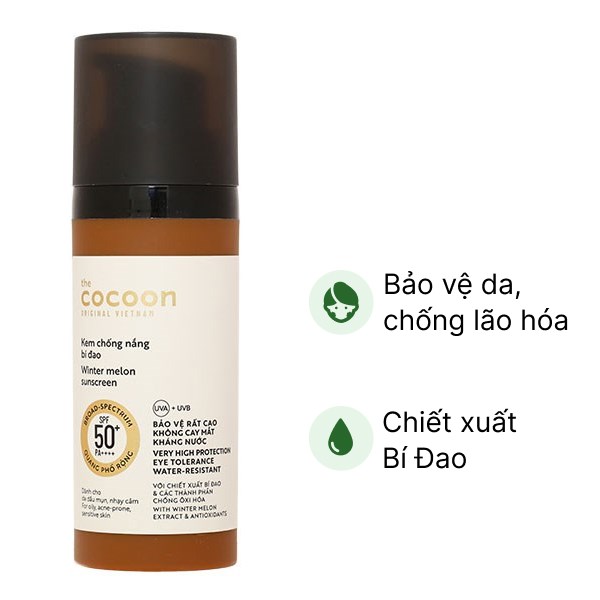 the
cocoon
ORIGINAL VIETNAM
Kem chống nắng
bí đao
Winter melon
sunscreen
BROAD-SPECTRUM
SPF
50+
PA++++
QUANG PHỔ RỘNG
UVA + UVB
BẢO VỆ RẤT CAO
KHÔNG CAY MẮT
KHÁNG NƯỚC
VERY HIGH PROTECTION
EYE TOLERANCE
WATER-RESISTANT
Dành cho
da dầu mụn, nhạy cảm
For oily, acne-prone,
sensitive skin
VỚI CHIẾT XUẤT BÍ ĐAO
& CÁC THÀNH PHẦN
CHỐNG ÔXI HÓA
WITH WINTER MELON
EXTRACT & ANTIOXIDANTS
Bảo vệ da,
chống lão hóa
Chiết xuất
Bí Đao